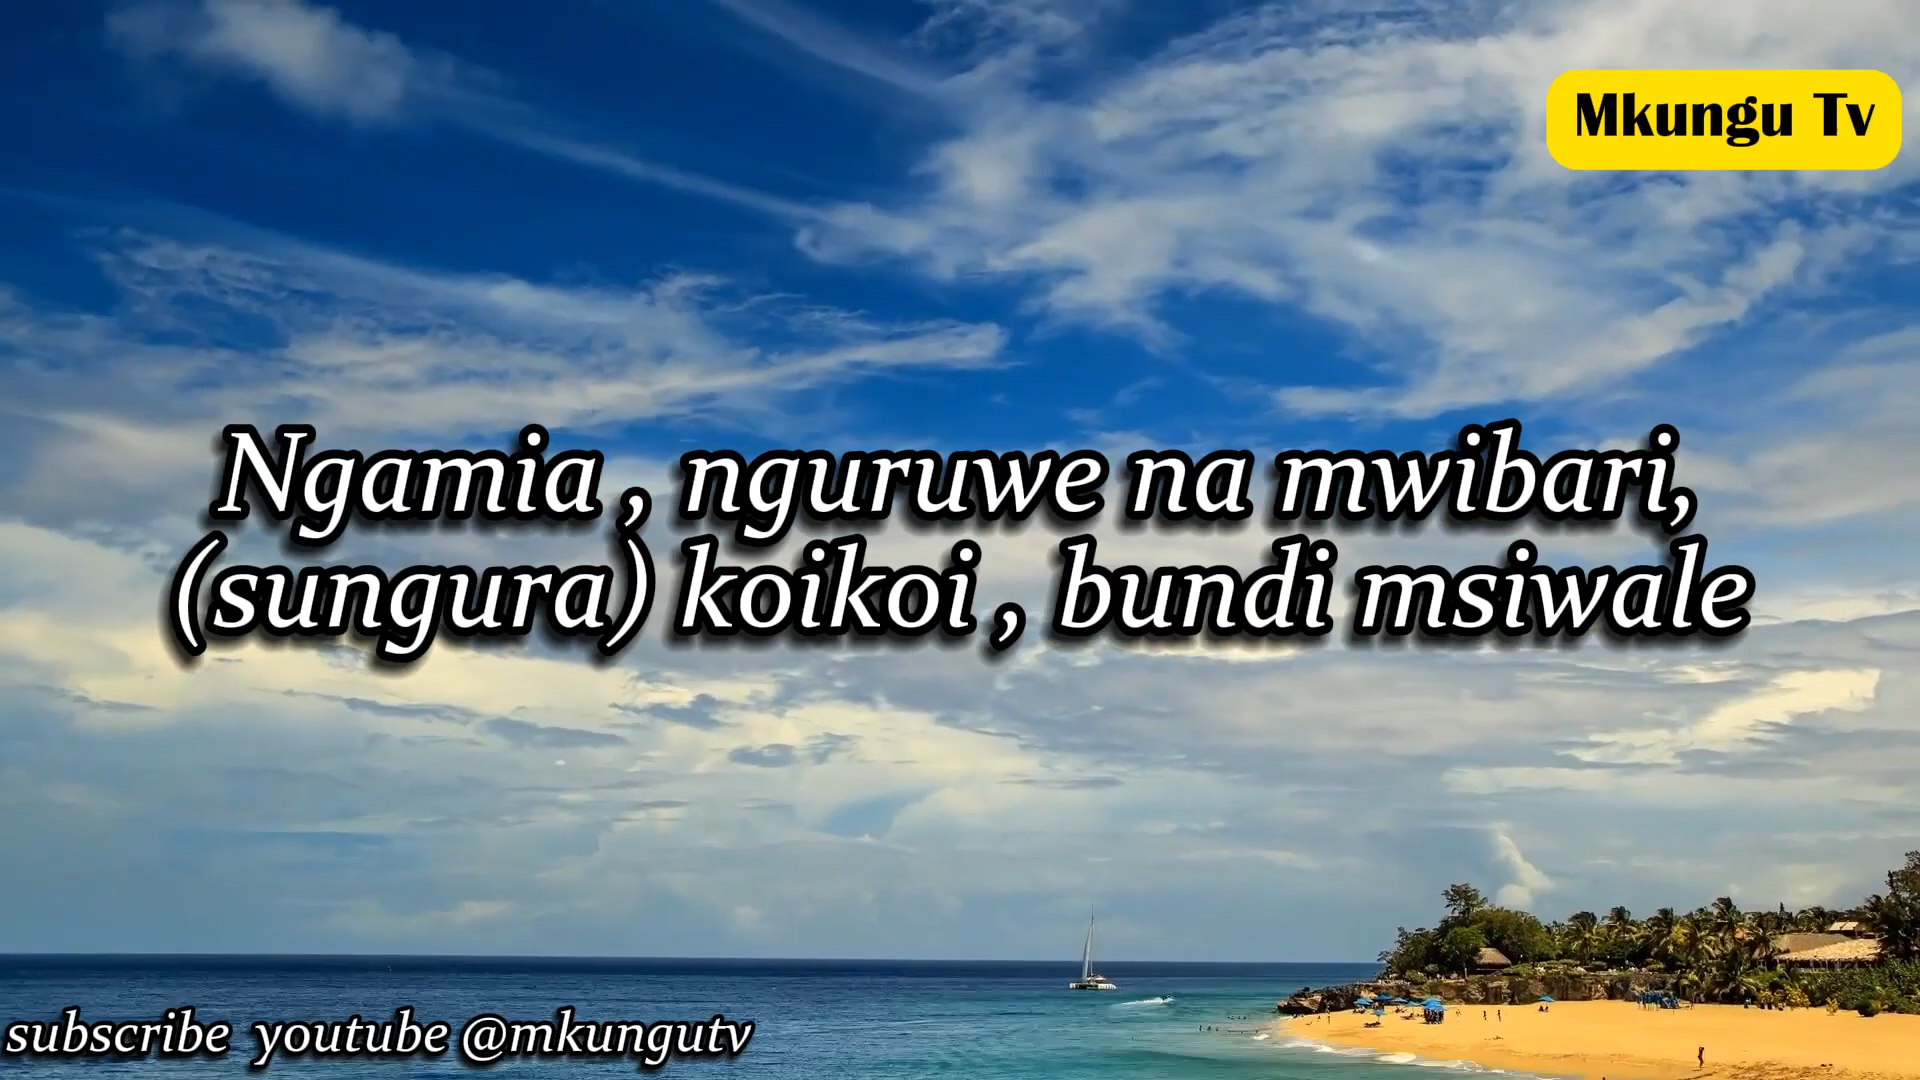 Mkungu Tv
Ngamia , nguruwe na mwibari,
(sungura) koikoi , bundi msiwale
subscribe youtube @mkungutv